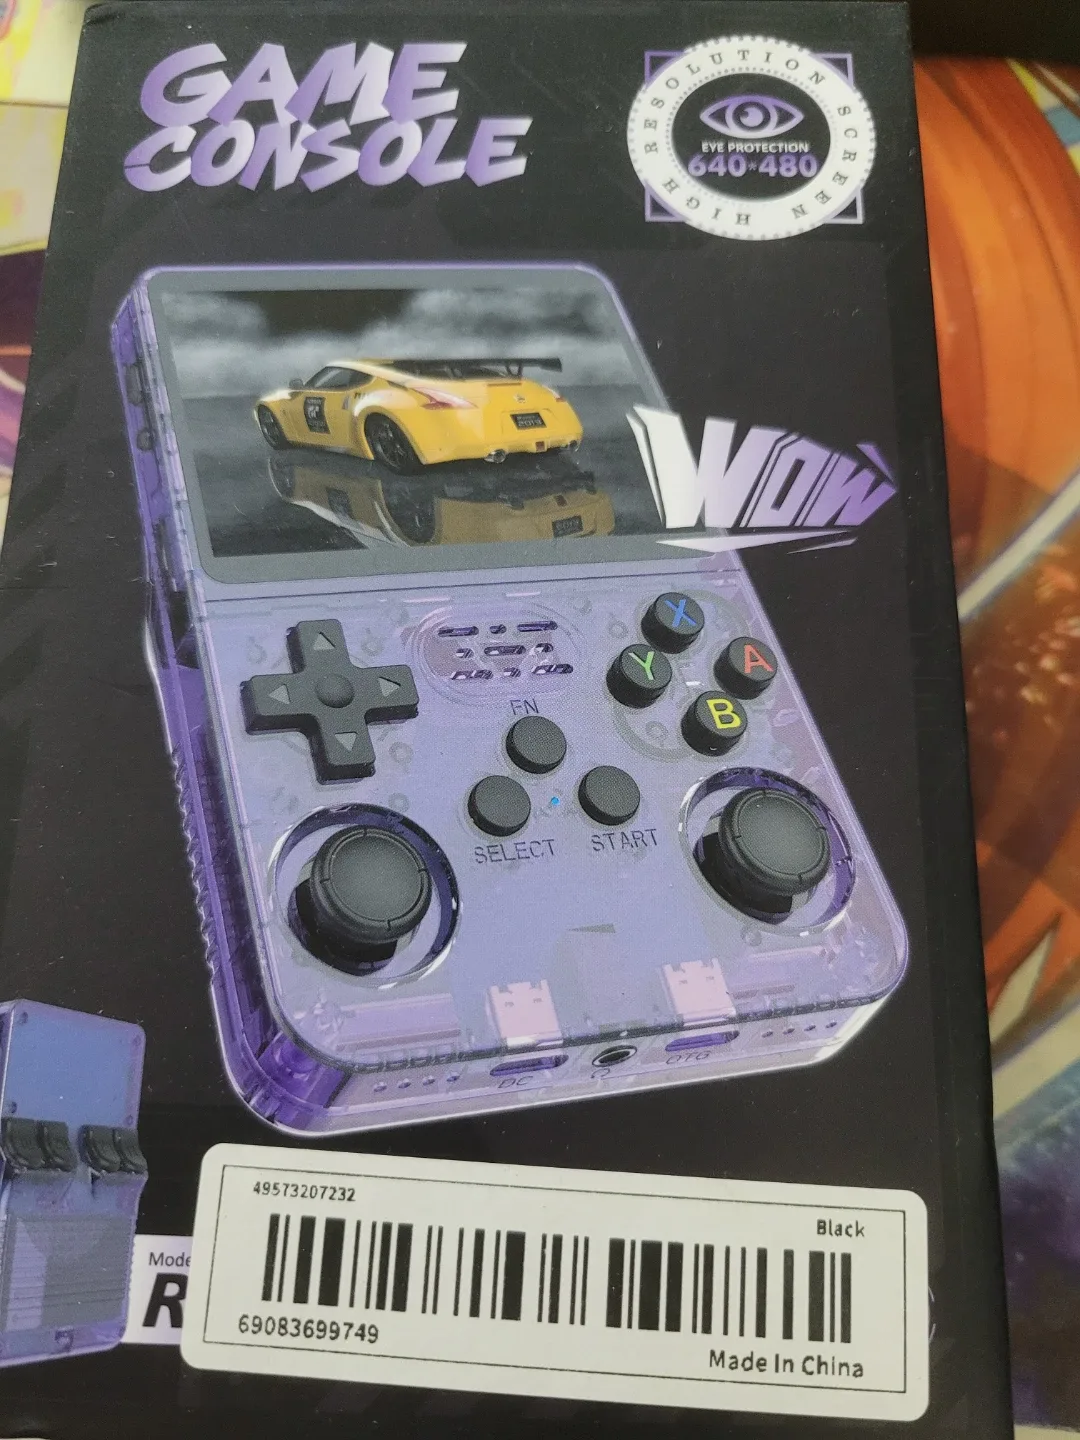 GAME
CONSOLE
HIGH RESOLUTION SCREEN
EYE PROTECTION
640*480
WOW
X
Y
A
B
FN
SELECT
START
DC
OTG
49573207232
Black
69083699749
Made In China